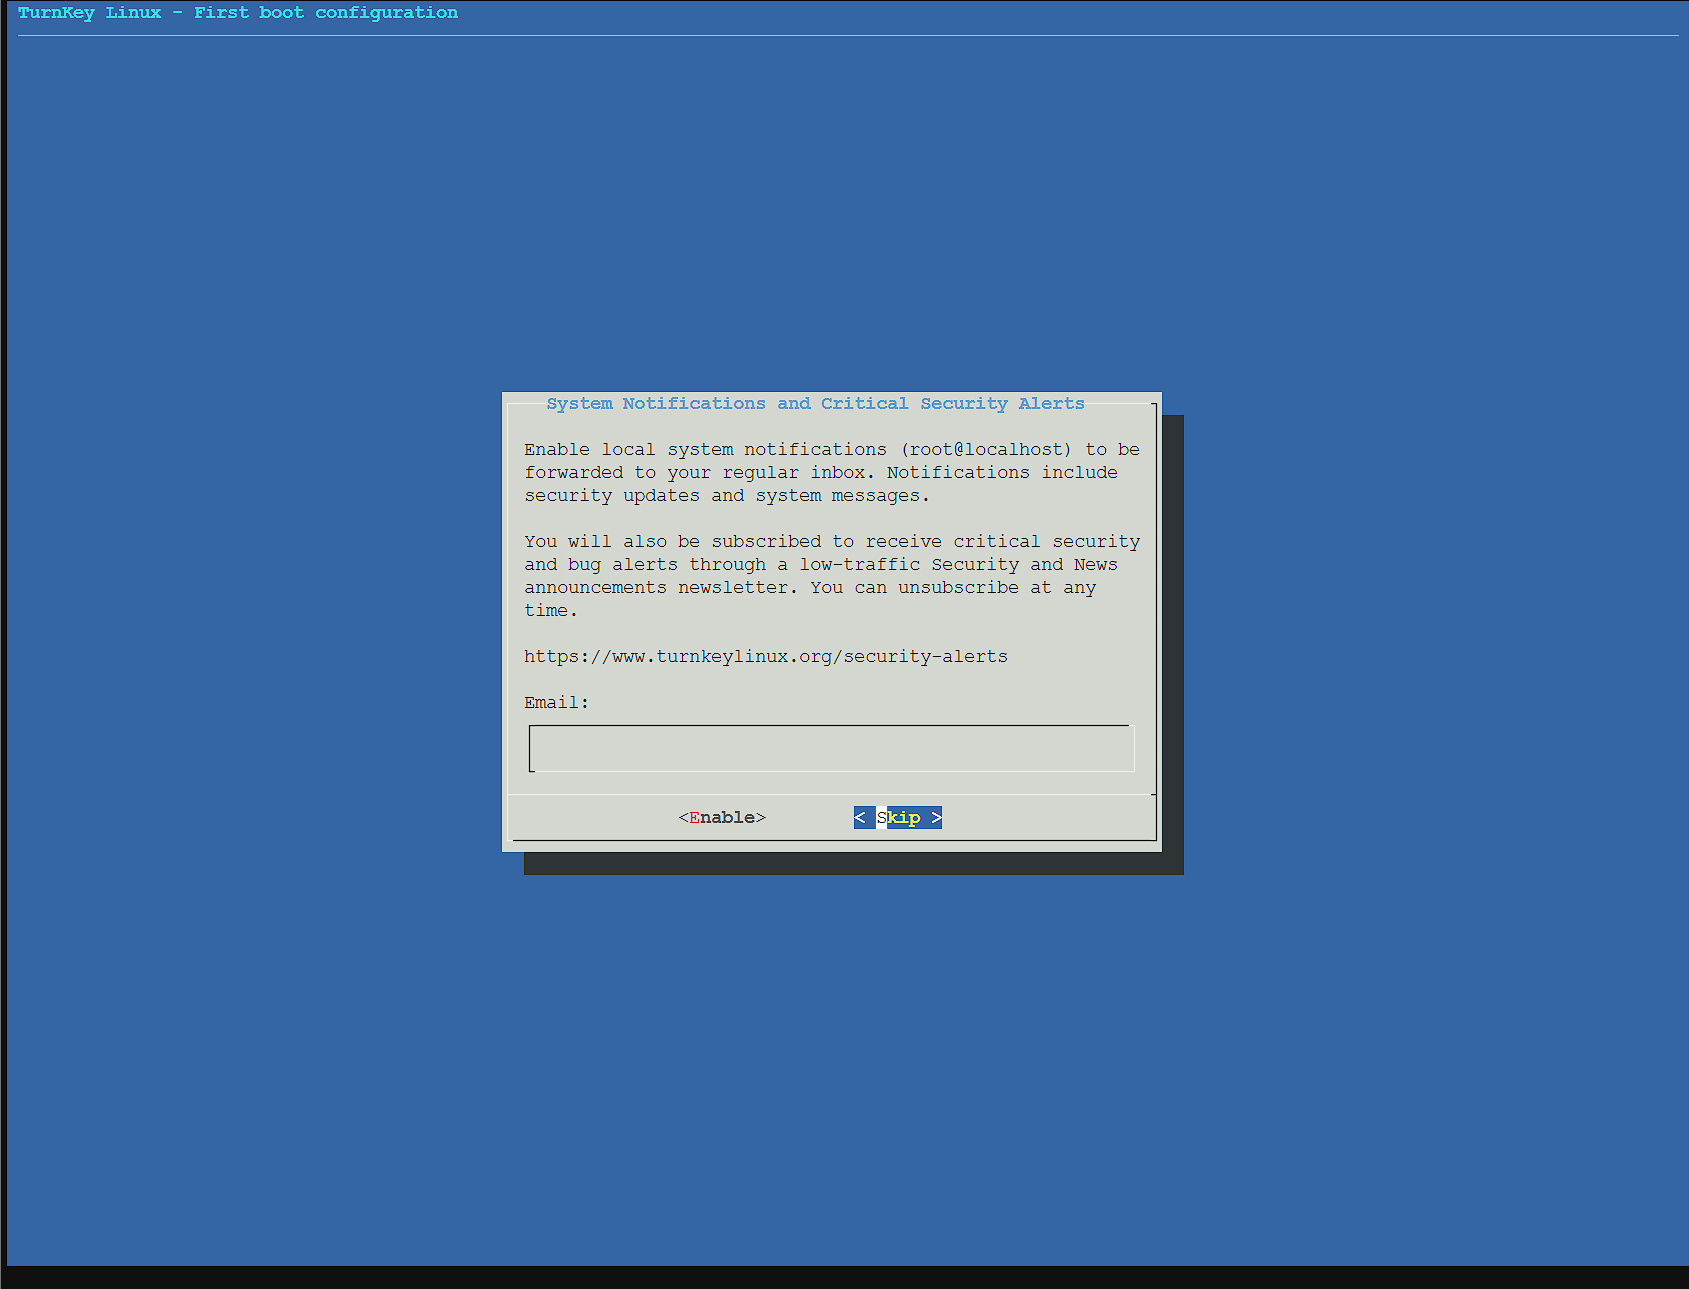 TurnKey Linux - First boot configuration
System Notifications and Critical Security Alerts
Enable local system notifications (root@localhost) to be
forwarded to your regular inbox. Notifications include
security updates and system messages.
You will also be subscribed to receive critical security
and bug alerts through a low-traffic Security and News
announcements newsletter. You can unsubscribe at any
time.
https://www.turnkeylinux.org/security-alerts
Email:
<Enable> < Skip >